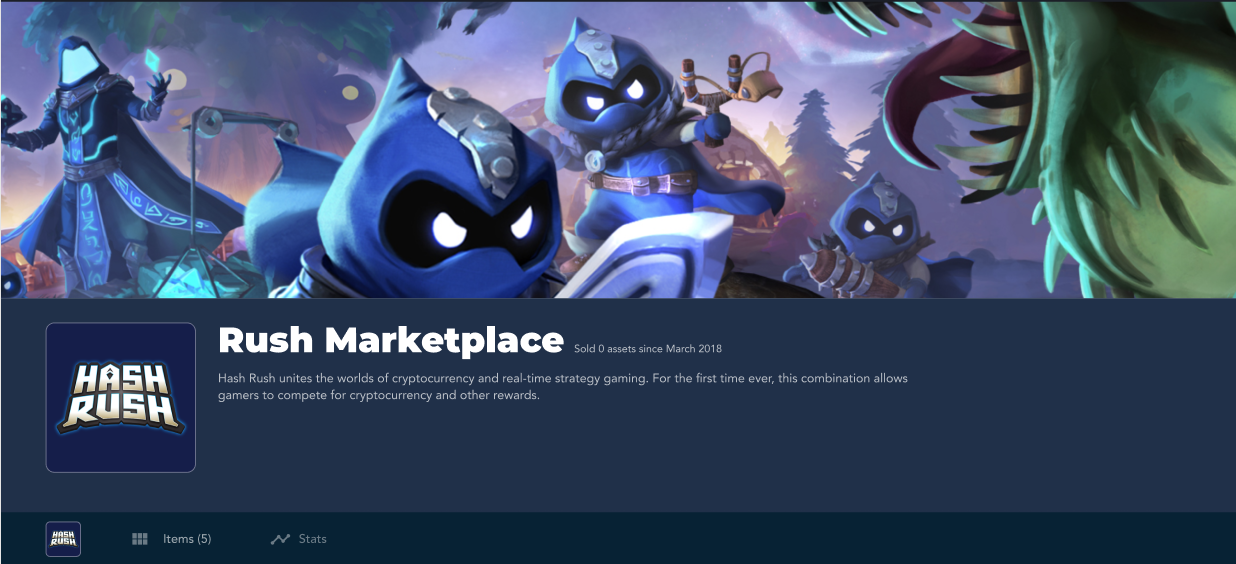 HASH
RUSH
Rush Marketplace Sold 0 assets since March 2018
Hash Rush unites the worlds of cryptocurrency and real-time strategy gaming. For the first time ever, this combination allows
gamers to compete for cryptocurrency and other rewards.
HASH
RUSH
Items (5)
Stats